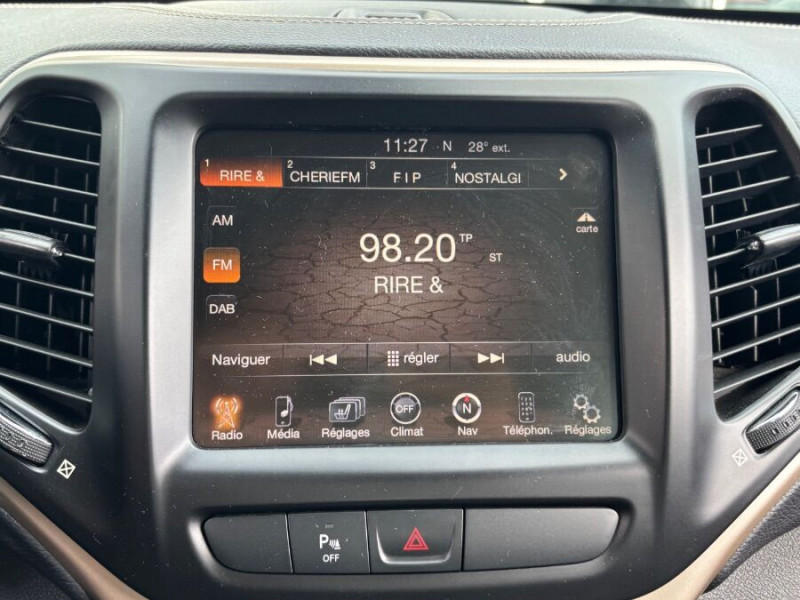 11:27 N 28° ext.
1 RIRE & 2 CHERIEFM 3 FIP 4 NOSTALGI
AM
carte
98.20 TP
FM
ST
RIRE &
DAB
Naviguer régler audio
OFF N
Radio Média Réglages Climat Nav Téléphon. Réglages
P
OFF